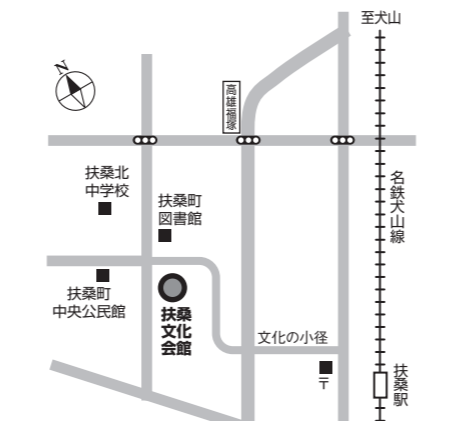 至犬山
N
高雄福塚
扶桑北
中学校
扶桑町
図書館
名鉄犬山線
扶桑町
中央公民館
扶桑
文化
会館
文化の小径
〒
扶桑駅